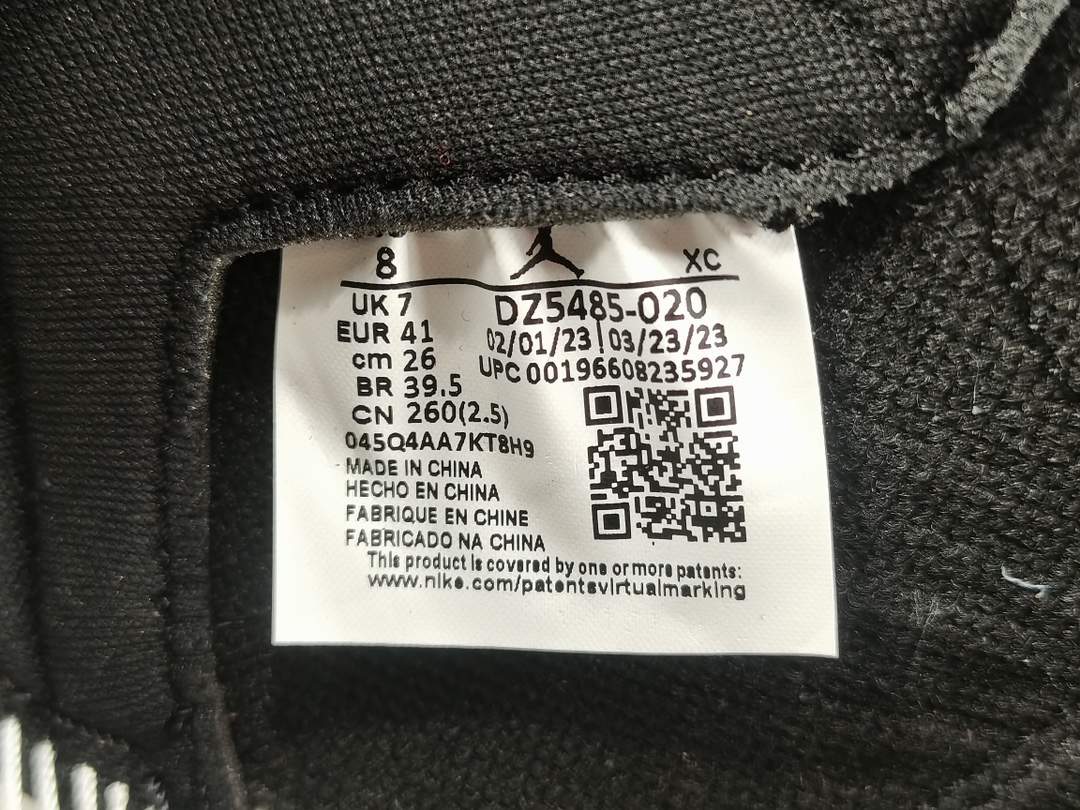 8 XC
UK 7 DZ5485-020
EUR 41 02/01/23 | 03/23/23
cm 26 UPC 00196608235927
BR 39.5
CN 260(2.5)
045Q4AA7KT8H9
MADE IN CHINA
HECHO EN CHINA
FABRIQUE EN CHINE
FABRICADO NA CHINA
This product is covered by one or more patents:
www.nike.com/patentsvirtualmarking